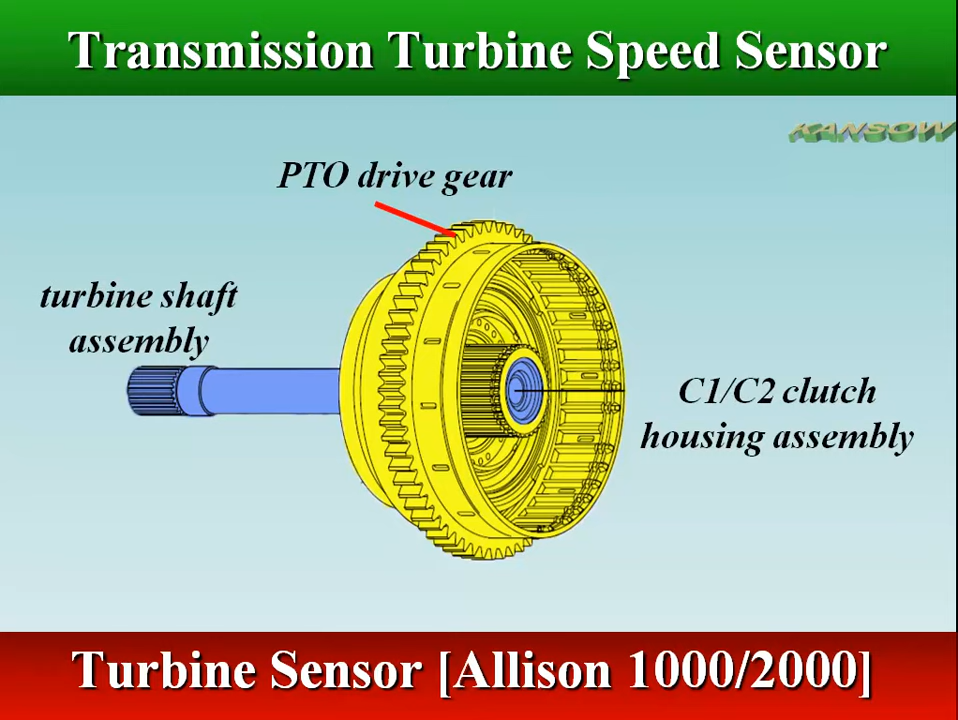 Transmission Turbine Speed Sensor
KANSOW
PTO drive gear
turbine shaft
assembly
C1/C2 clutch
housing assembly
Turbine Sensor [Allison 1000/2000]